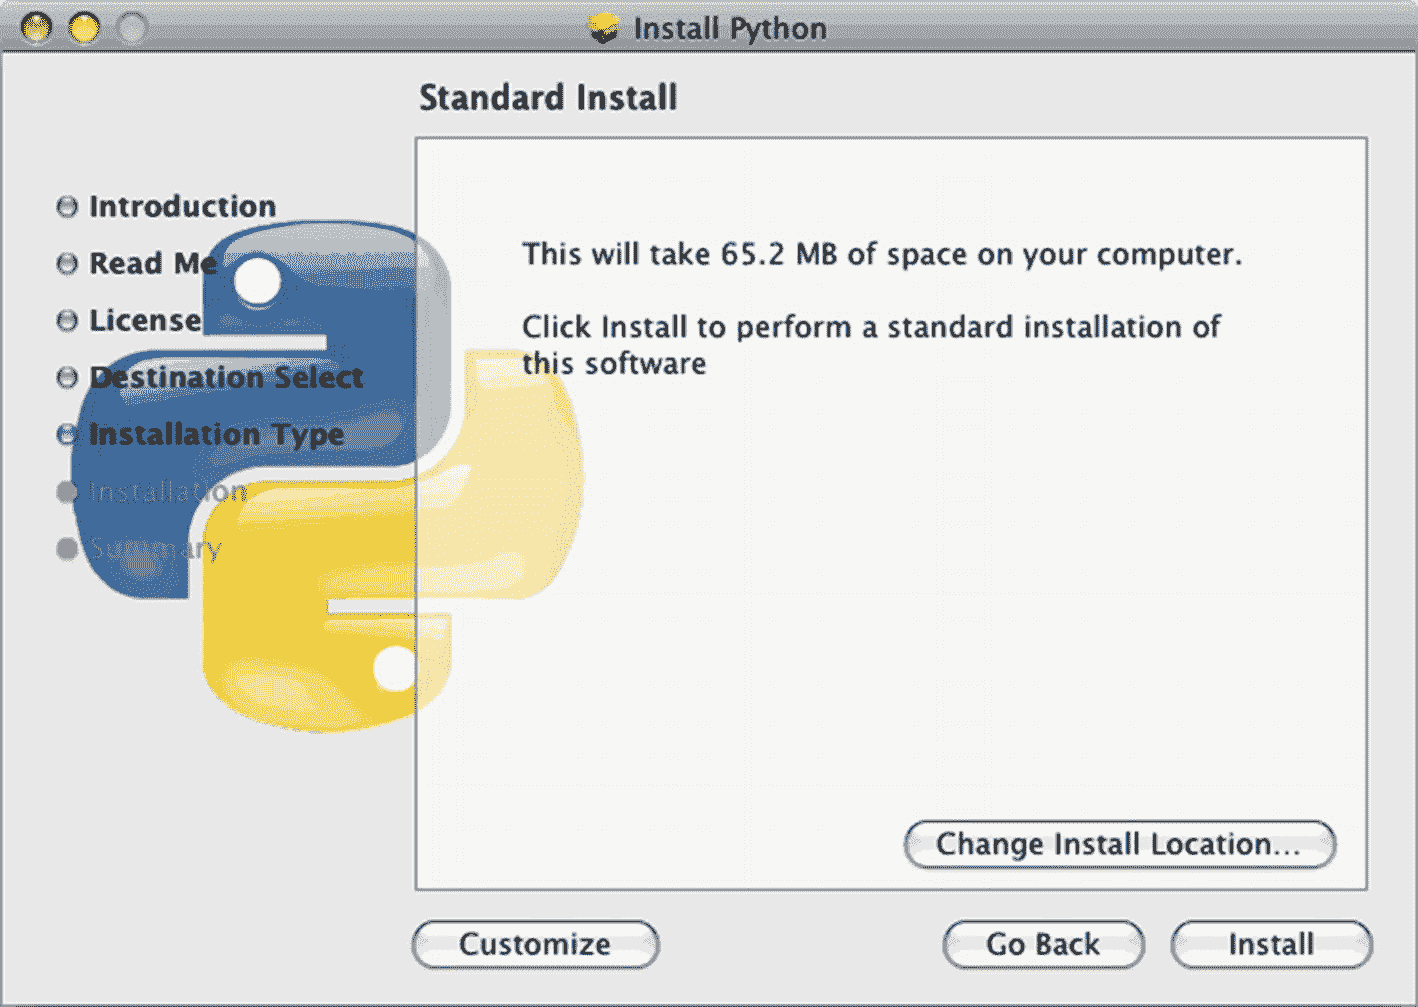 Install Python
Standard Install
Introduction
Read Me
License
Destination Select
Installation Type
Installation
Summary
This will take 65.2 MB of space on your computer.
Click Install to perform a standard installation of
this software
Change Install Location...
Customize
Go Back
Install